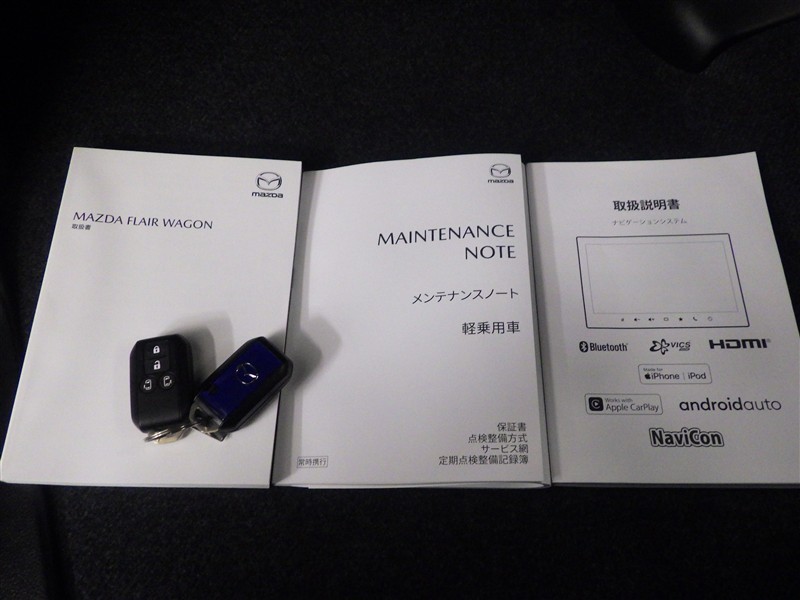 mazda
MAZDA FLAIR WAGON
取扱書
mazda
MAINTENANCE
NOTE
メンテナンスノート
軽乗用車
保証書
点検整備方式
サービス網
定期点検整備記録簿
常時携行
取扱説明書
ナビゲーションシステム
Bluetooth
VICS
HDMI
Made for
iPhone | iPod
Works with
Apple CarPlay
androidauto
NaviCon